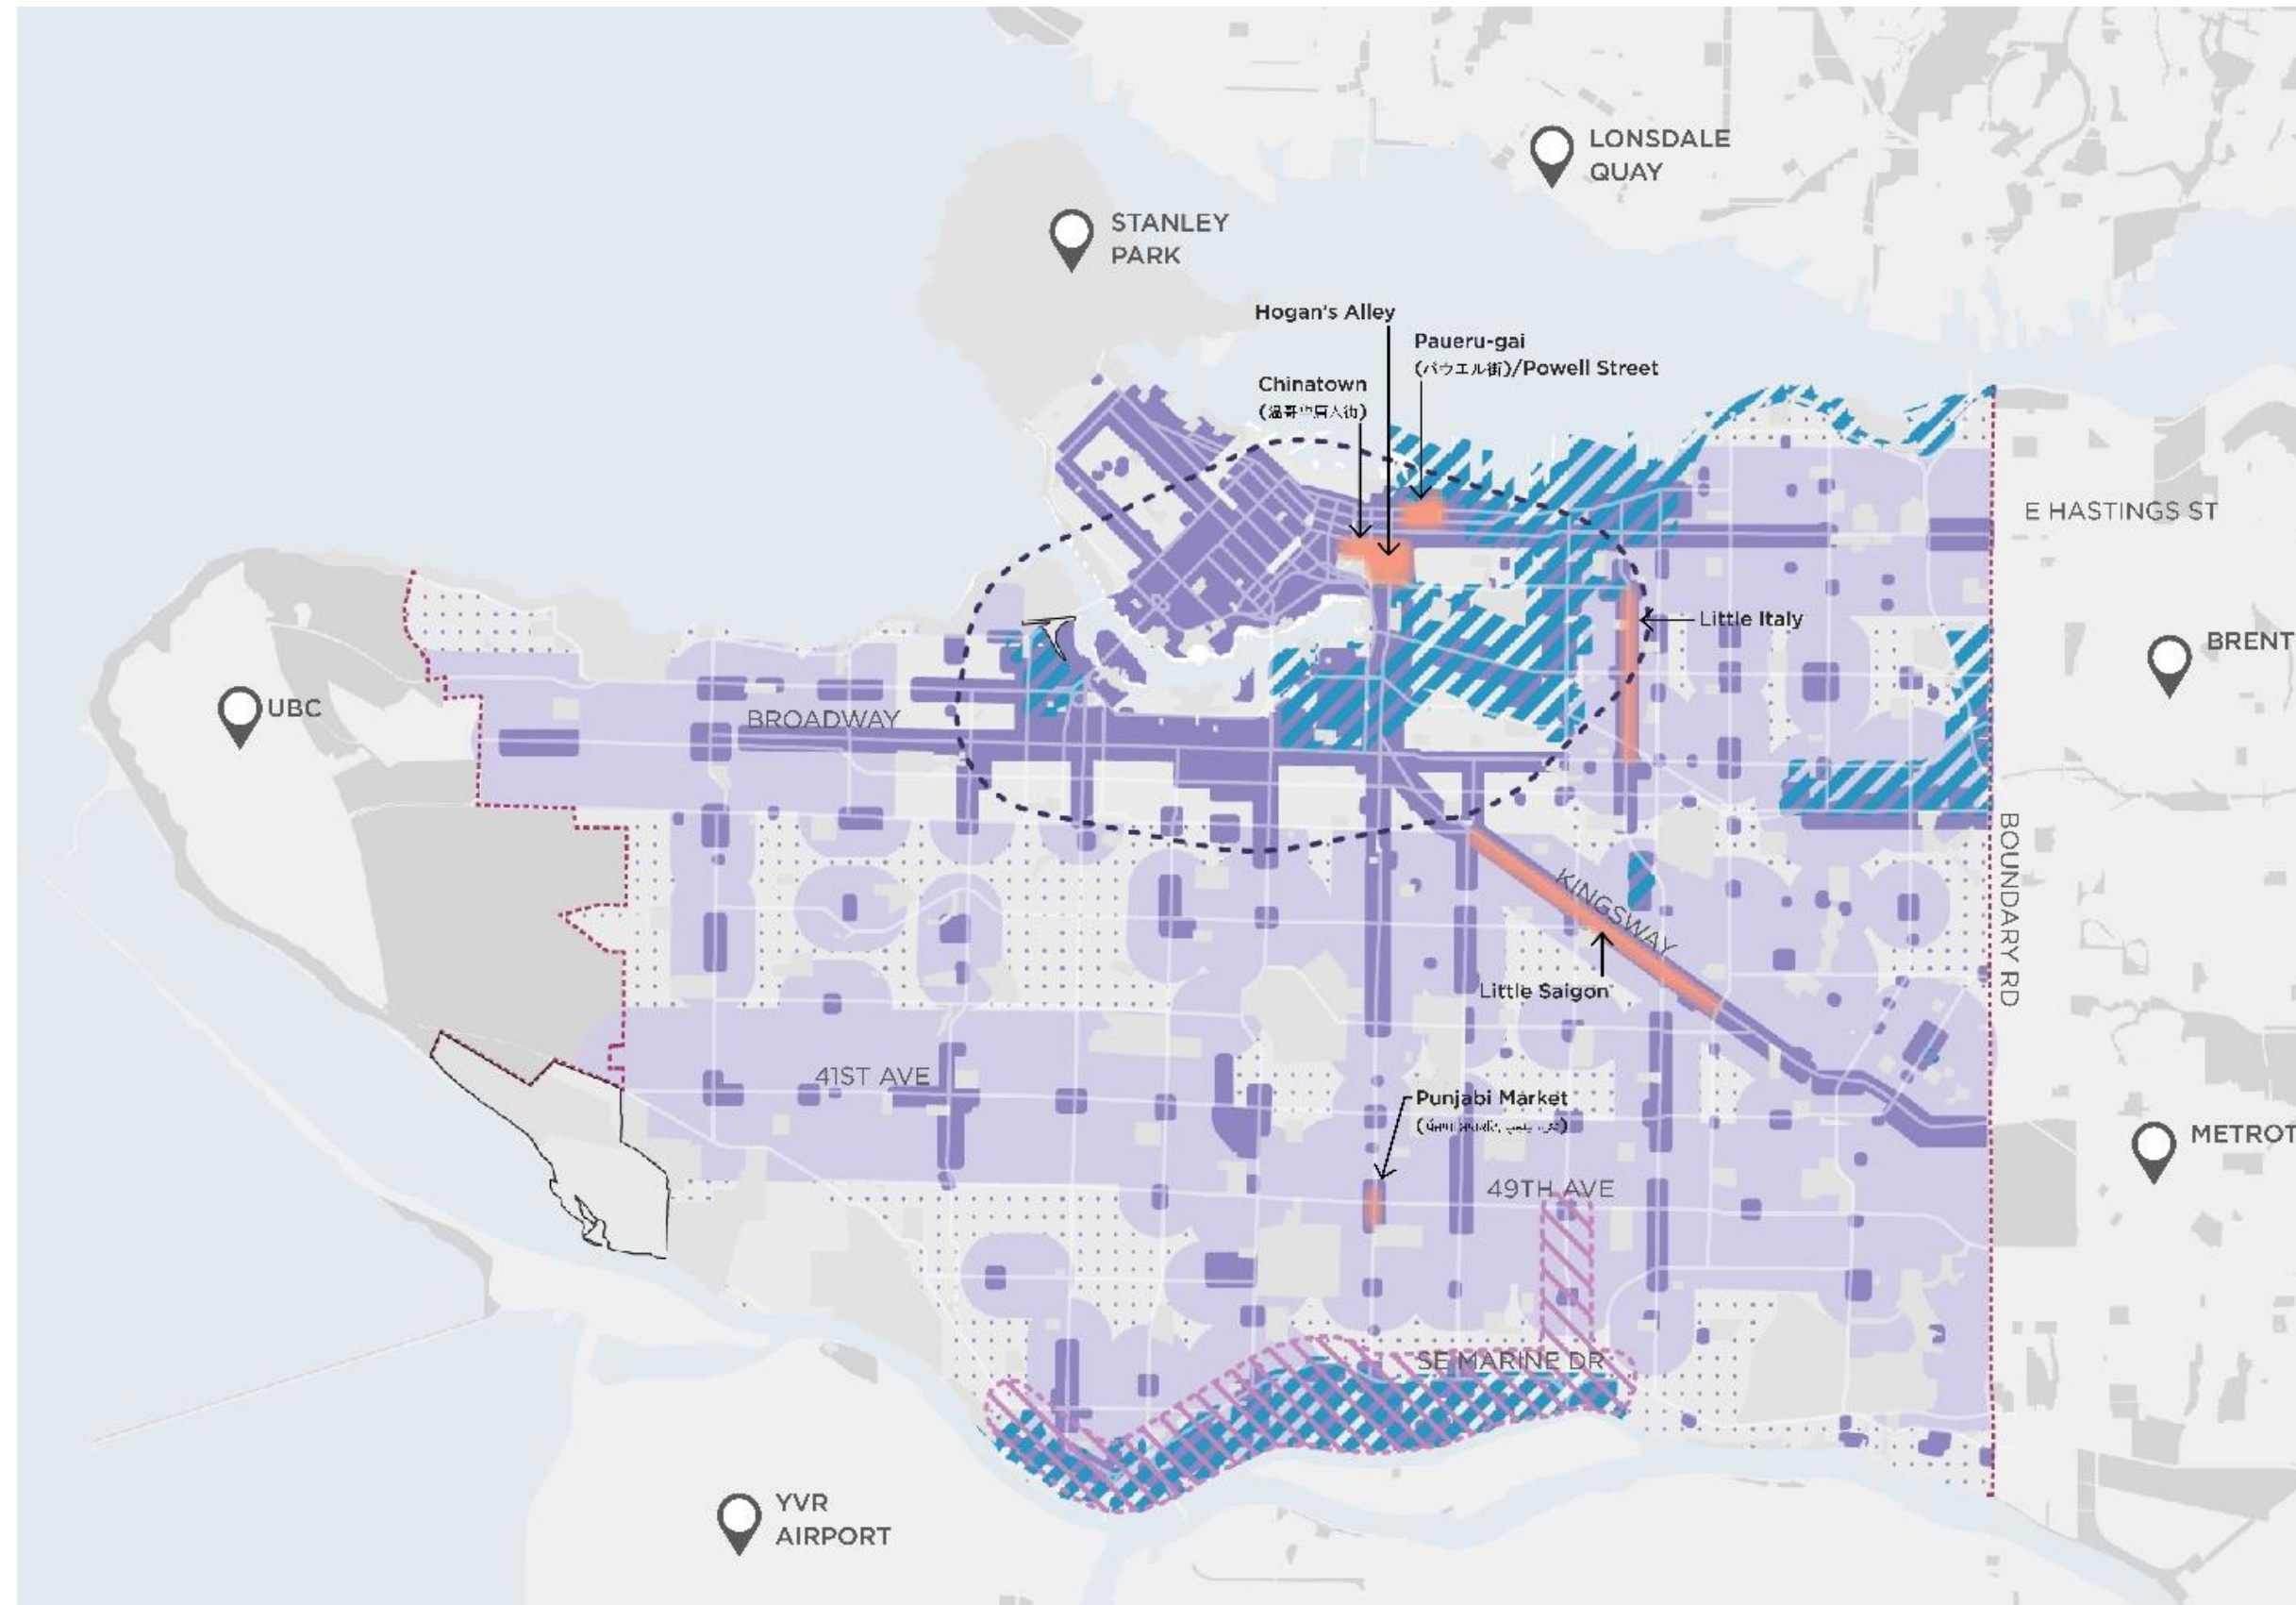 LONSDALE
QUAY
STANLEY
PARK
Hogan's Alley
Paueru-gai
(パウエル街)/Powell Street
Chinatown
E HASTINGS ST
Little Italy
BRENT
UBC
BROADWAY
BOUNDARY RD
KINGSWAY
Little Saigon
41ST AVE
Punjabi Market
METROT
49TH AVE
SE MARINE DR
YVR
AIRPORT